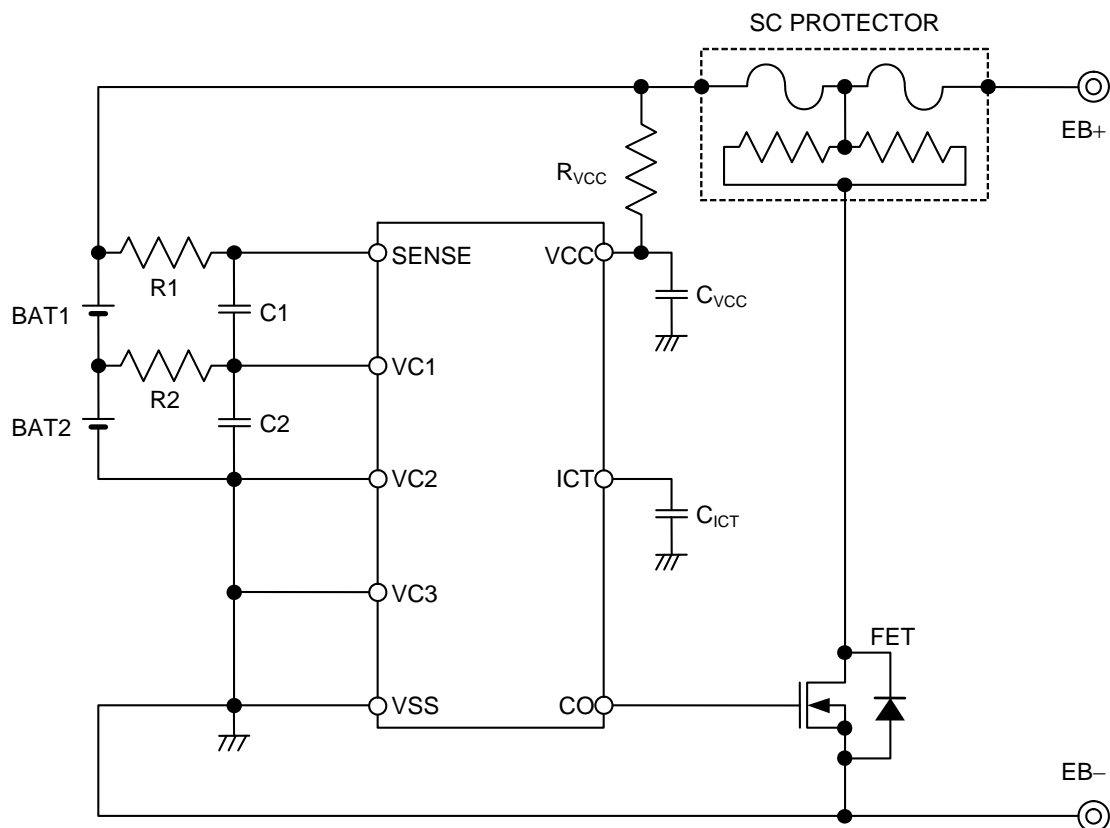 SC PROTECTOR
EB+
RVCC
SENSE
VCC
R1
BAT1
C1
CVCC
VC1
R2
BAT2
C2
VC2
ICT
CICT
VC3
FET
VSS
CO
EB−